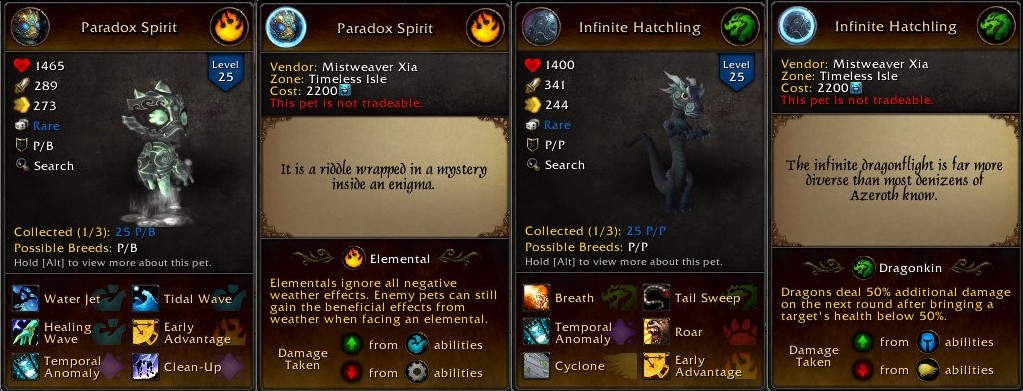 Paradox Spirit
1465
Level
25
289
273
Rare
P/B
Search
Collected (1/3): 25 P/B
Possible Breeds: P/B
Hold [Alt] to view more about this pet.
Water Jet
Tidal Wave
Healing
Wave
Early
Advantage
Temporal
Anomaly
Clean-Up
Paradox Spirit
Vendor: Mistweaver Xia
Zone: Timeless Isle
Cost: 2200
This pet is not tradeable.
It is a riddle wrapped in a mystery
inside an enigma.
Elemental
Elementals ignore all negative
weather effects. Enemy pets can still
gain the beneficial effects from
weather when facing an elemental.
Damage
Taken
from abilities
from abilities
Infinite Hatchling
1400
Level
25
341
244
Rare
P/P
Search
Collected (1/3): 25 P/P
Possible Breeds: P/P
Hold [Alt] to view more about this pet.
Breath
Tail Sweep
Temporal
Anomaly
Roar
Cyclone
Early
Advantage
Infinite Hatchling
Vendor: Mistweaver Xia
Zone: Timeless Isle
Cost: 2200
This pet is not tradeable.
The infinite dragonflight is far more
diverse than most denizens of
Azeroth know.
Dragonkin
Dragons deal 50% additional damage
on the next round after bringing a
target's health below 50%.
Damage
Taken
from abilities
from abilities